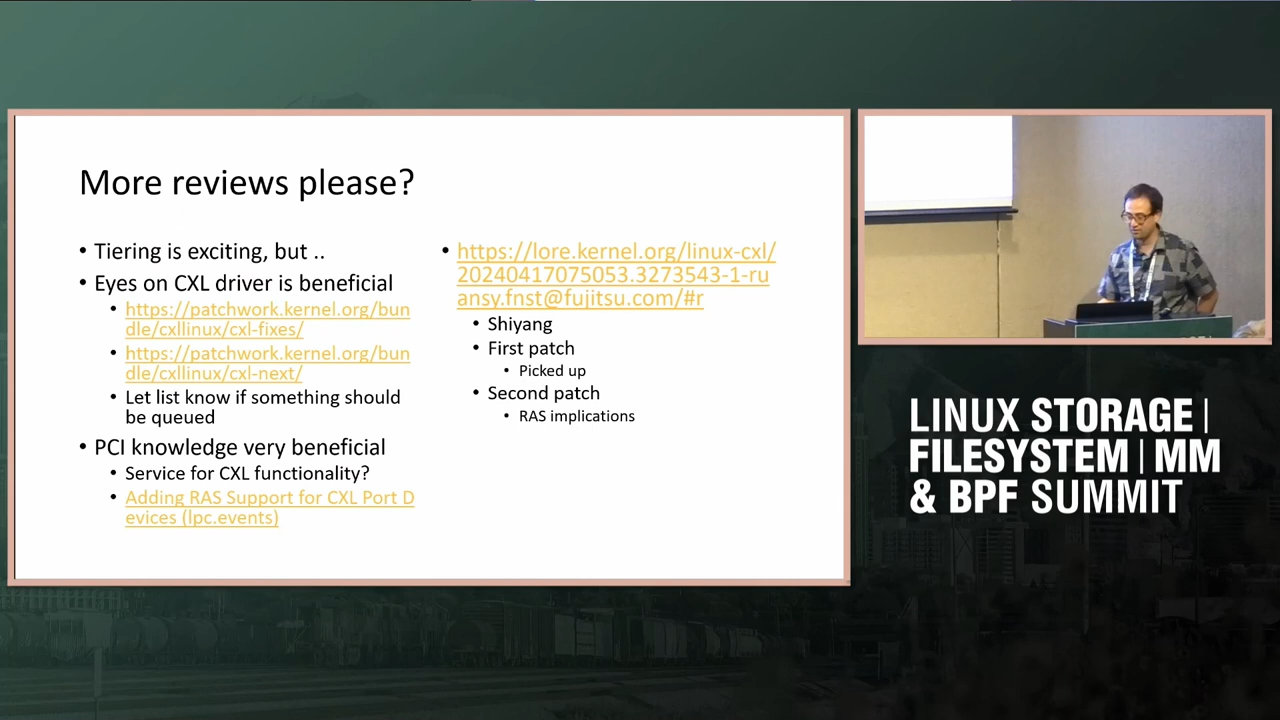 More reviews please?
Tiering is exciting, but ..
Eyes on CXL driver is beneficial
https://patchwork.kernel.org/bun
dle/cxllinux/cxl-fixes/
https://patchwork.kernel.org/bun
dle/cxllinux/cxl-next/
Let list know if something should
be queued
PCI knowledge very beneficial
Service for CXL functionality?
Adding RAS Support for CXL Port D
evices (lpc.events)
https://lore.kernel.org/linux-cxl/
20240417075053.3273543-1-ru
ansy.fnst@fujitsu.com/#r
Shiyang
First patch
Picked up
Second patch
RAS implications
LINUX STORAGE |
FILESYSTEM | MM
& BPF SUMMIT